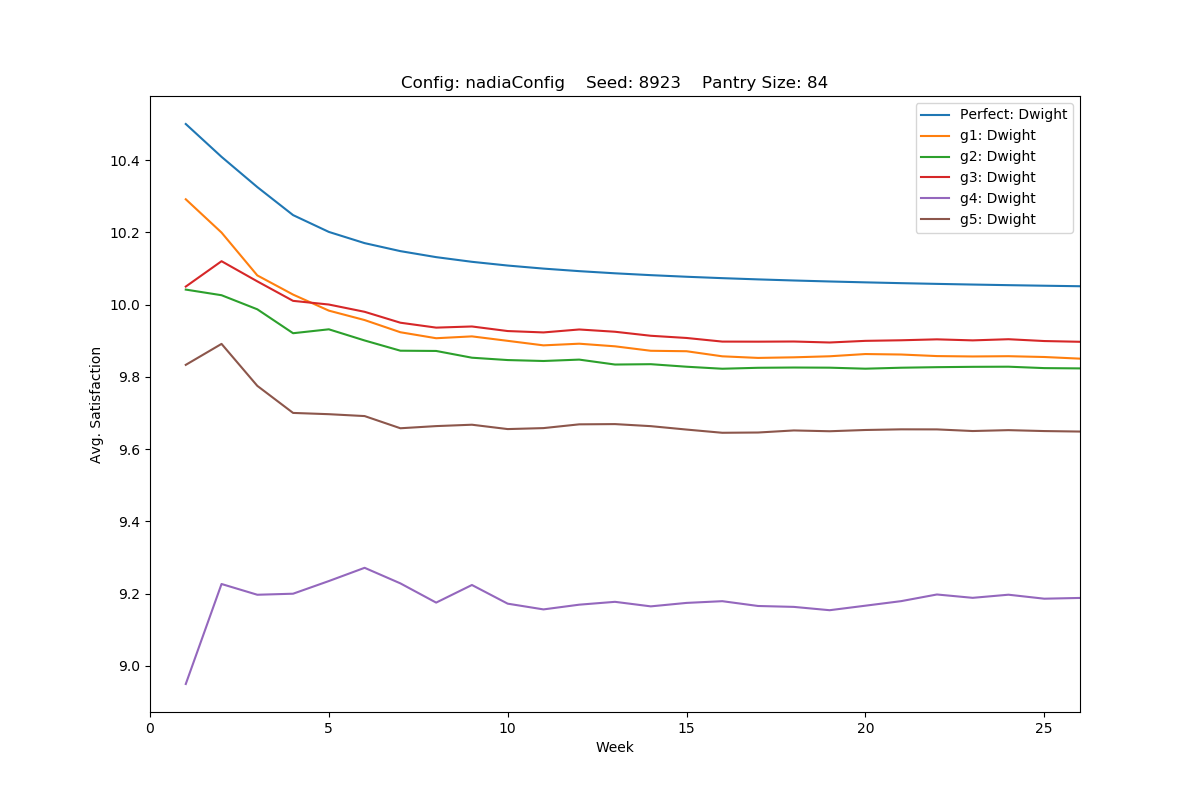 Config: nadiaConfig    Seed: 8923    Pantry Size: 84
Perfect: Dwight
g1: Dwight
g2: Dwight
g3: Dwight
g4: Dwight
g5: Dwight
10.4
10.2
10.0
9.8
9.6
9.4
9.2
9.0
Avg. Satisfaction
0 5 10 15 20 25
Week